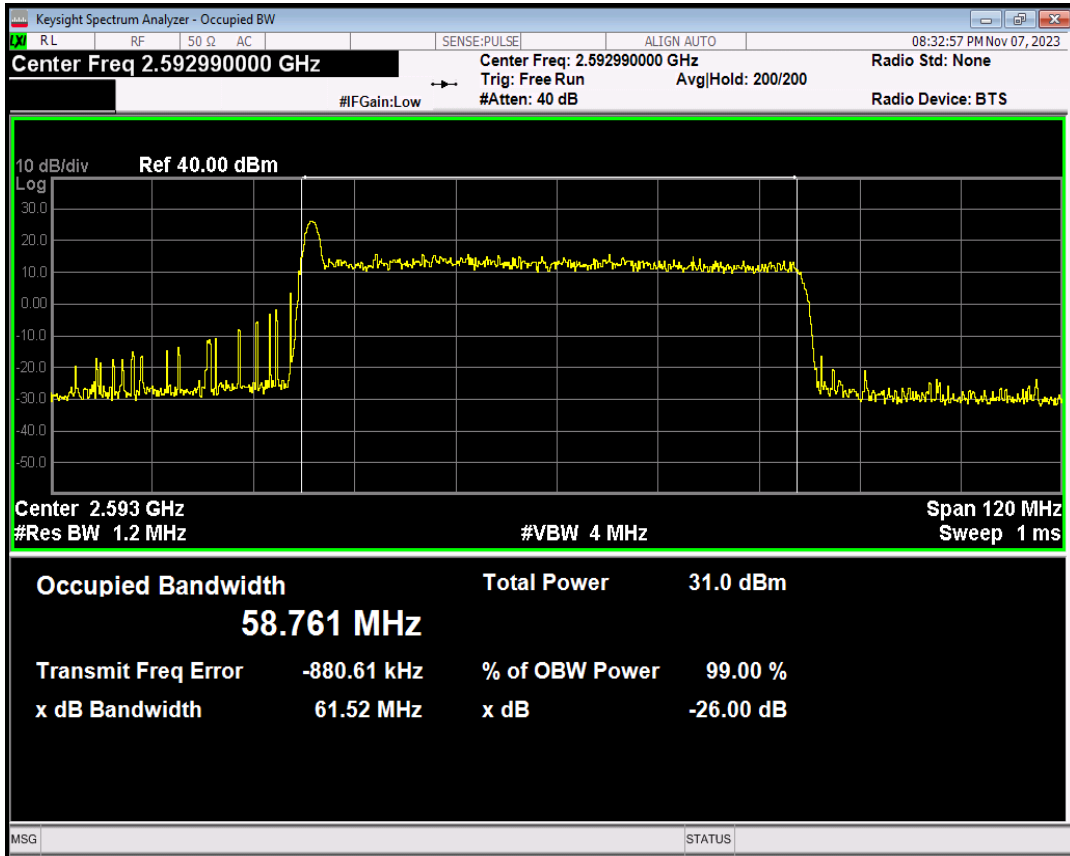 Keysight Spectrum Analyzer - Occupied BW
LXI RL RF 50 Ω AC SENSE:PULSE ALIGN AUTO 08:32:57 PM Nov 07, 2023
Center Freq 2.592990000 GHz
Center Freq: 2.592990000 GHz Radio Std: None
Trig: Free Run Avg|Hold: 200/200
#IFGain:Low #Atten: 40 dB Radio Device: BTS
10 dB/div Ref 40.00 dBm
Log
30.0
20.0
10.0
0.00
-10.0
-20.0
-30.0
-40.0
-50.0
Center 2.593 GHz Span 120 MHz
#Res BW 1.2 MHz #VBW 4 MHz Sweep 1 ms
Occupied Bandwidth Total Power 31.0 dBm
58.761 MHz
Transmit Freq Error -880.61 kHz % of OBW Power 99.00 %
x dB Bandwidth 61.52 MHz x dB -26.00 dB
MSG STATUS